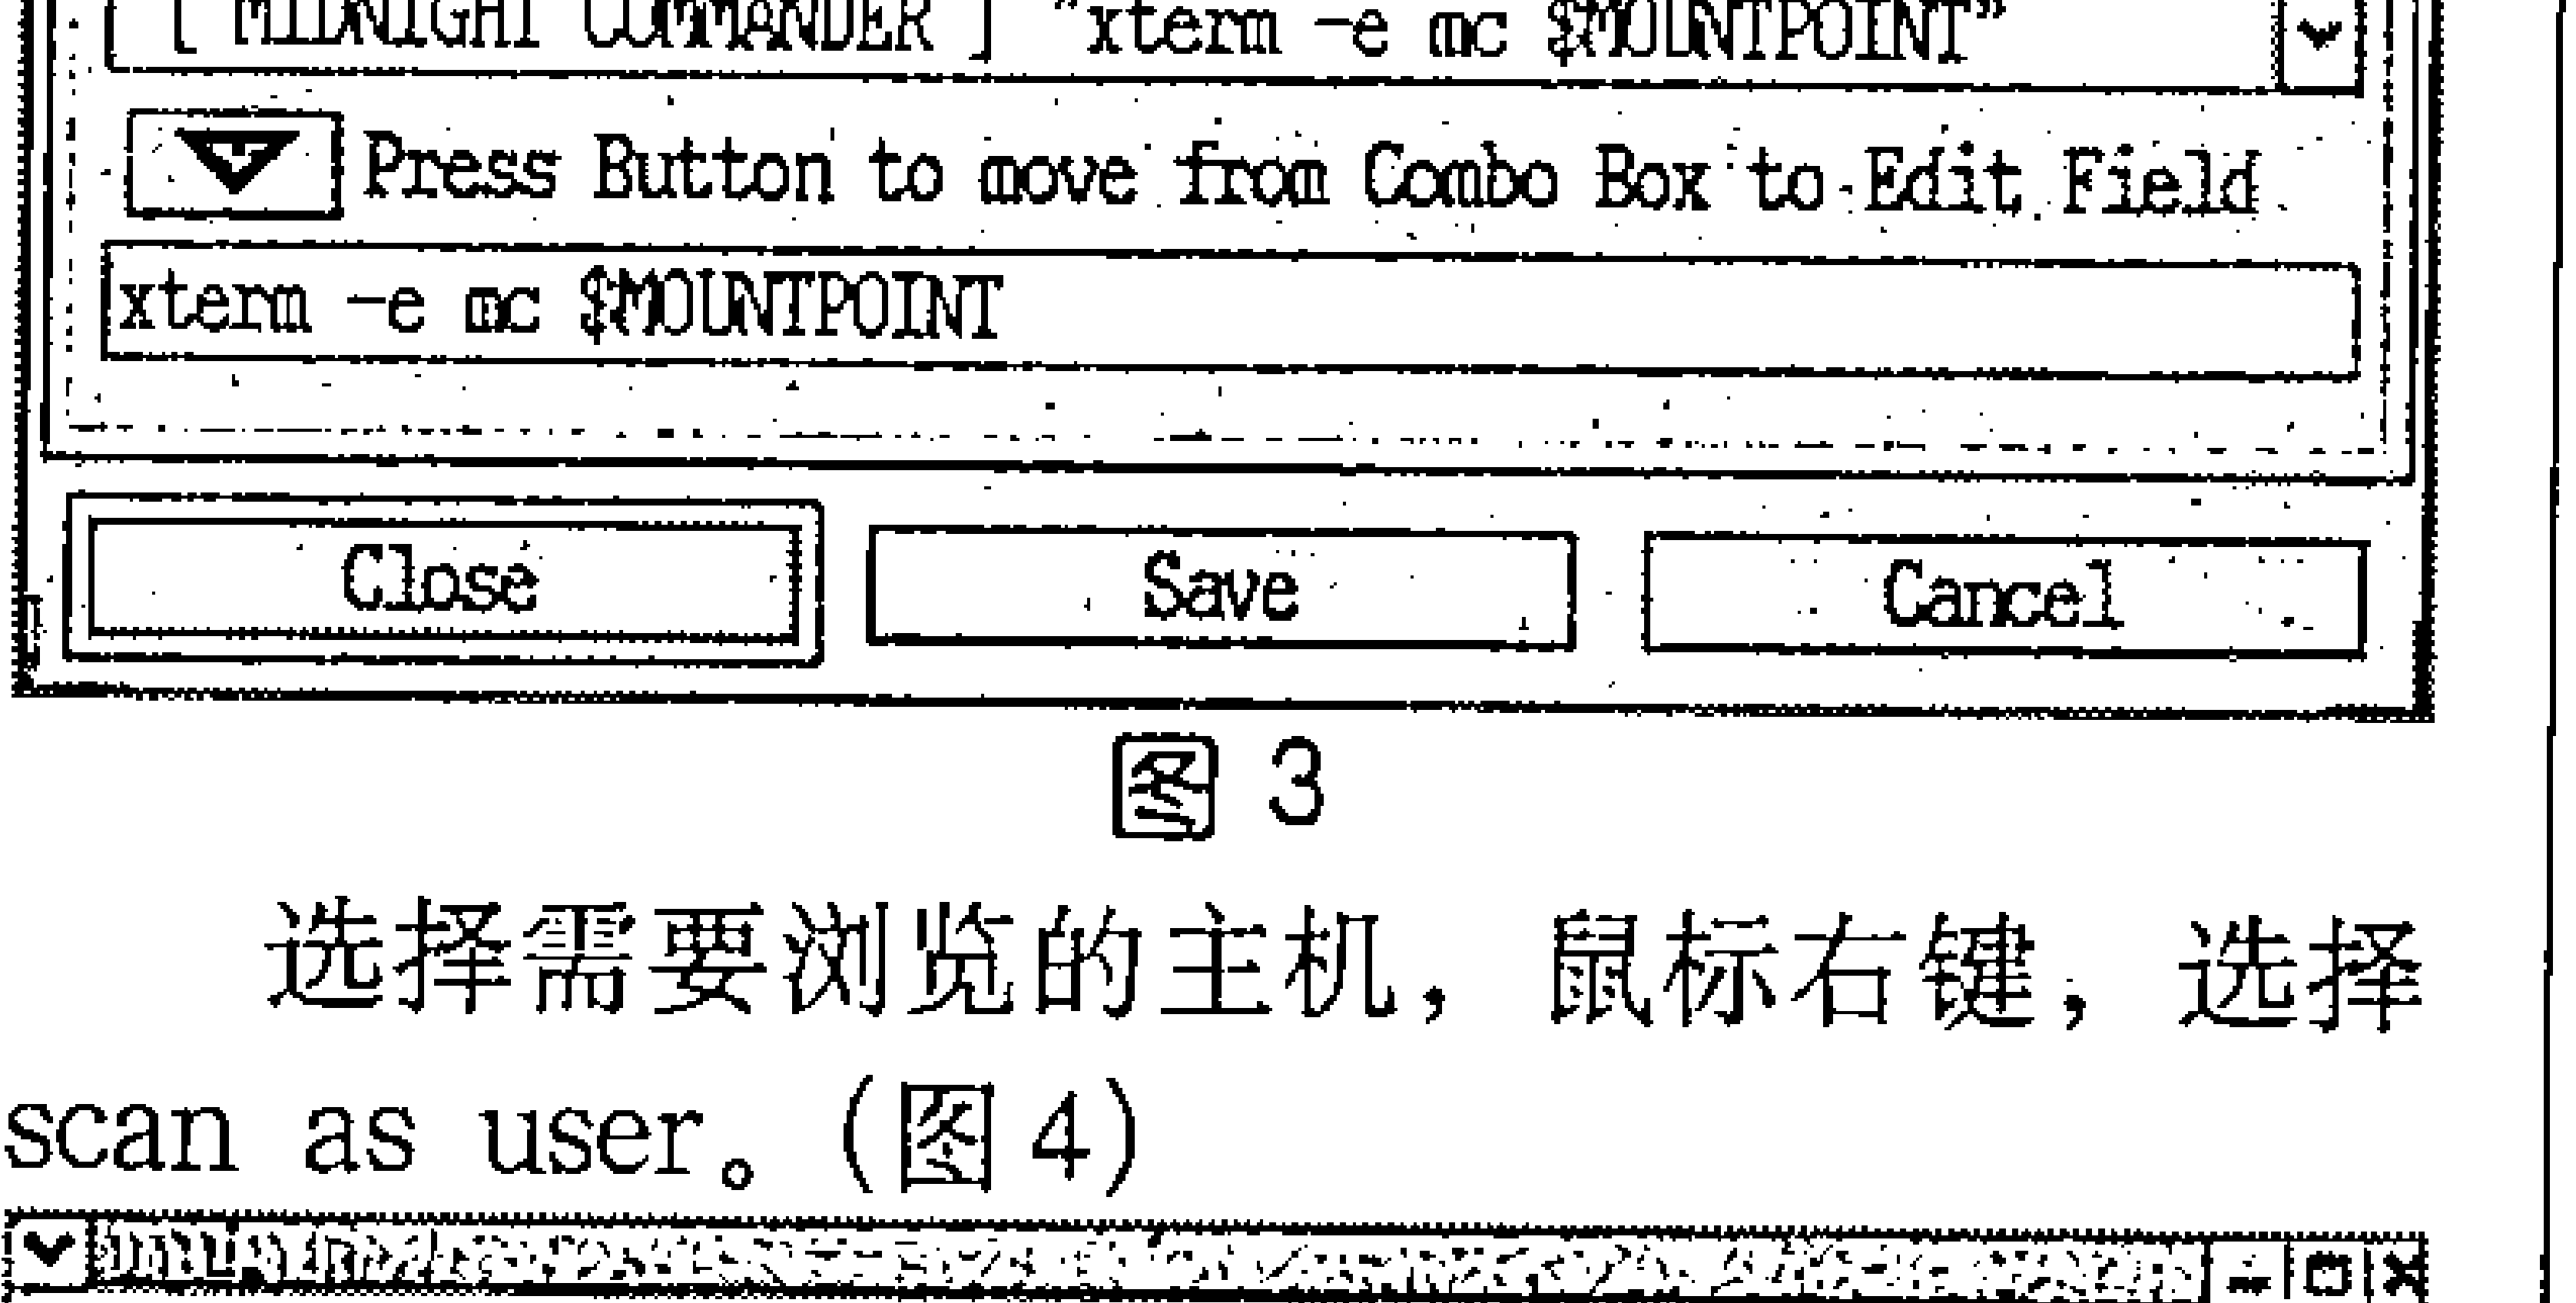 [ MIDNIGHT COMMANDER ] "xterm -e mc $MOUNTPOINT"
Press Button to move from Combo Box to Edit Field
xterm -e mc $MOUNTPOINT
Close Save Cancel
图 3
选择需要浏览的主机，鼠标右键，选择
scan as user。(图 4)